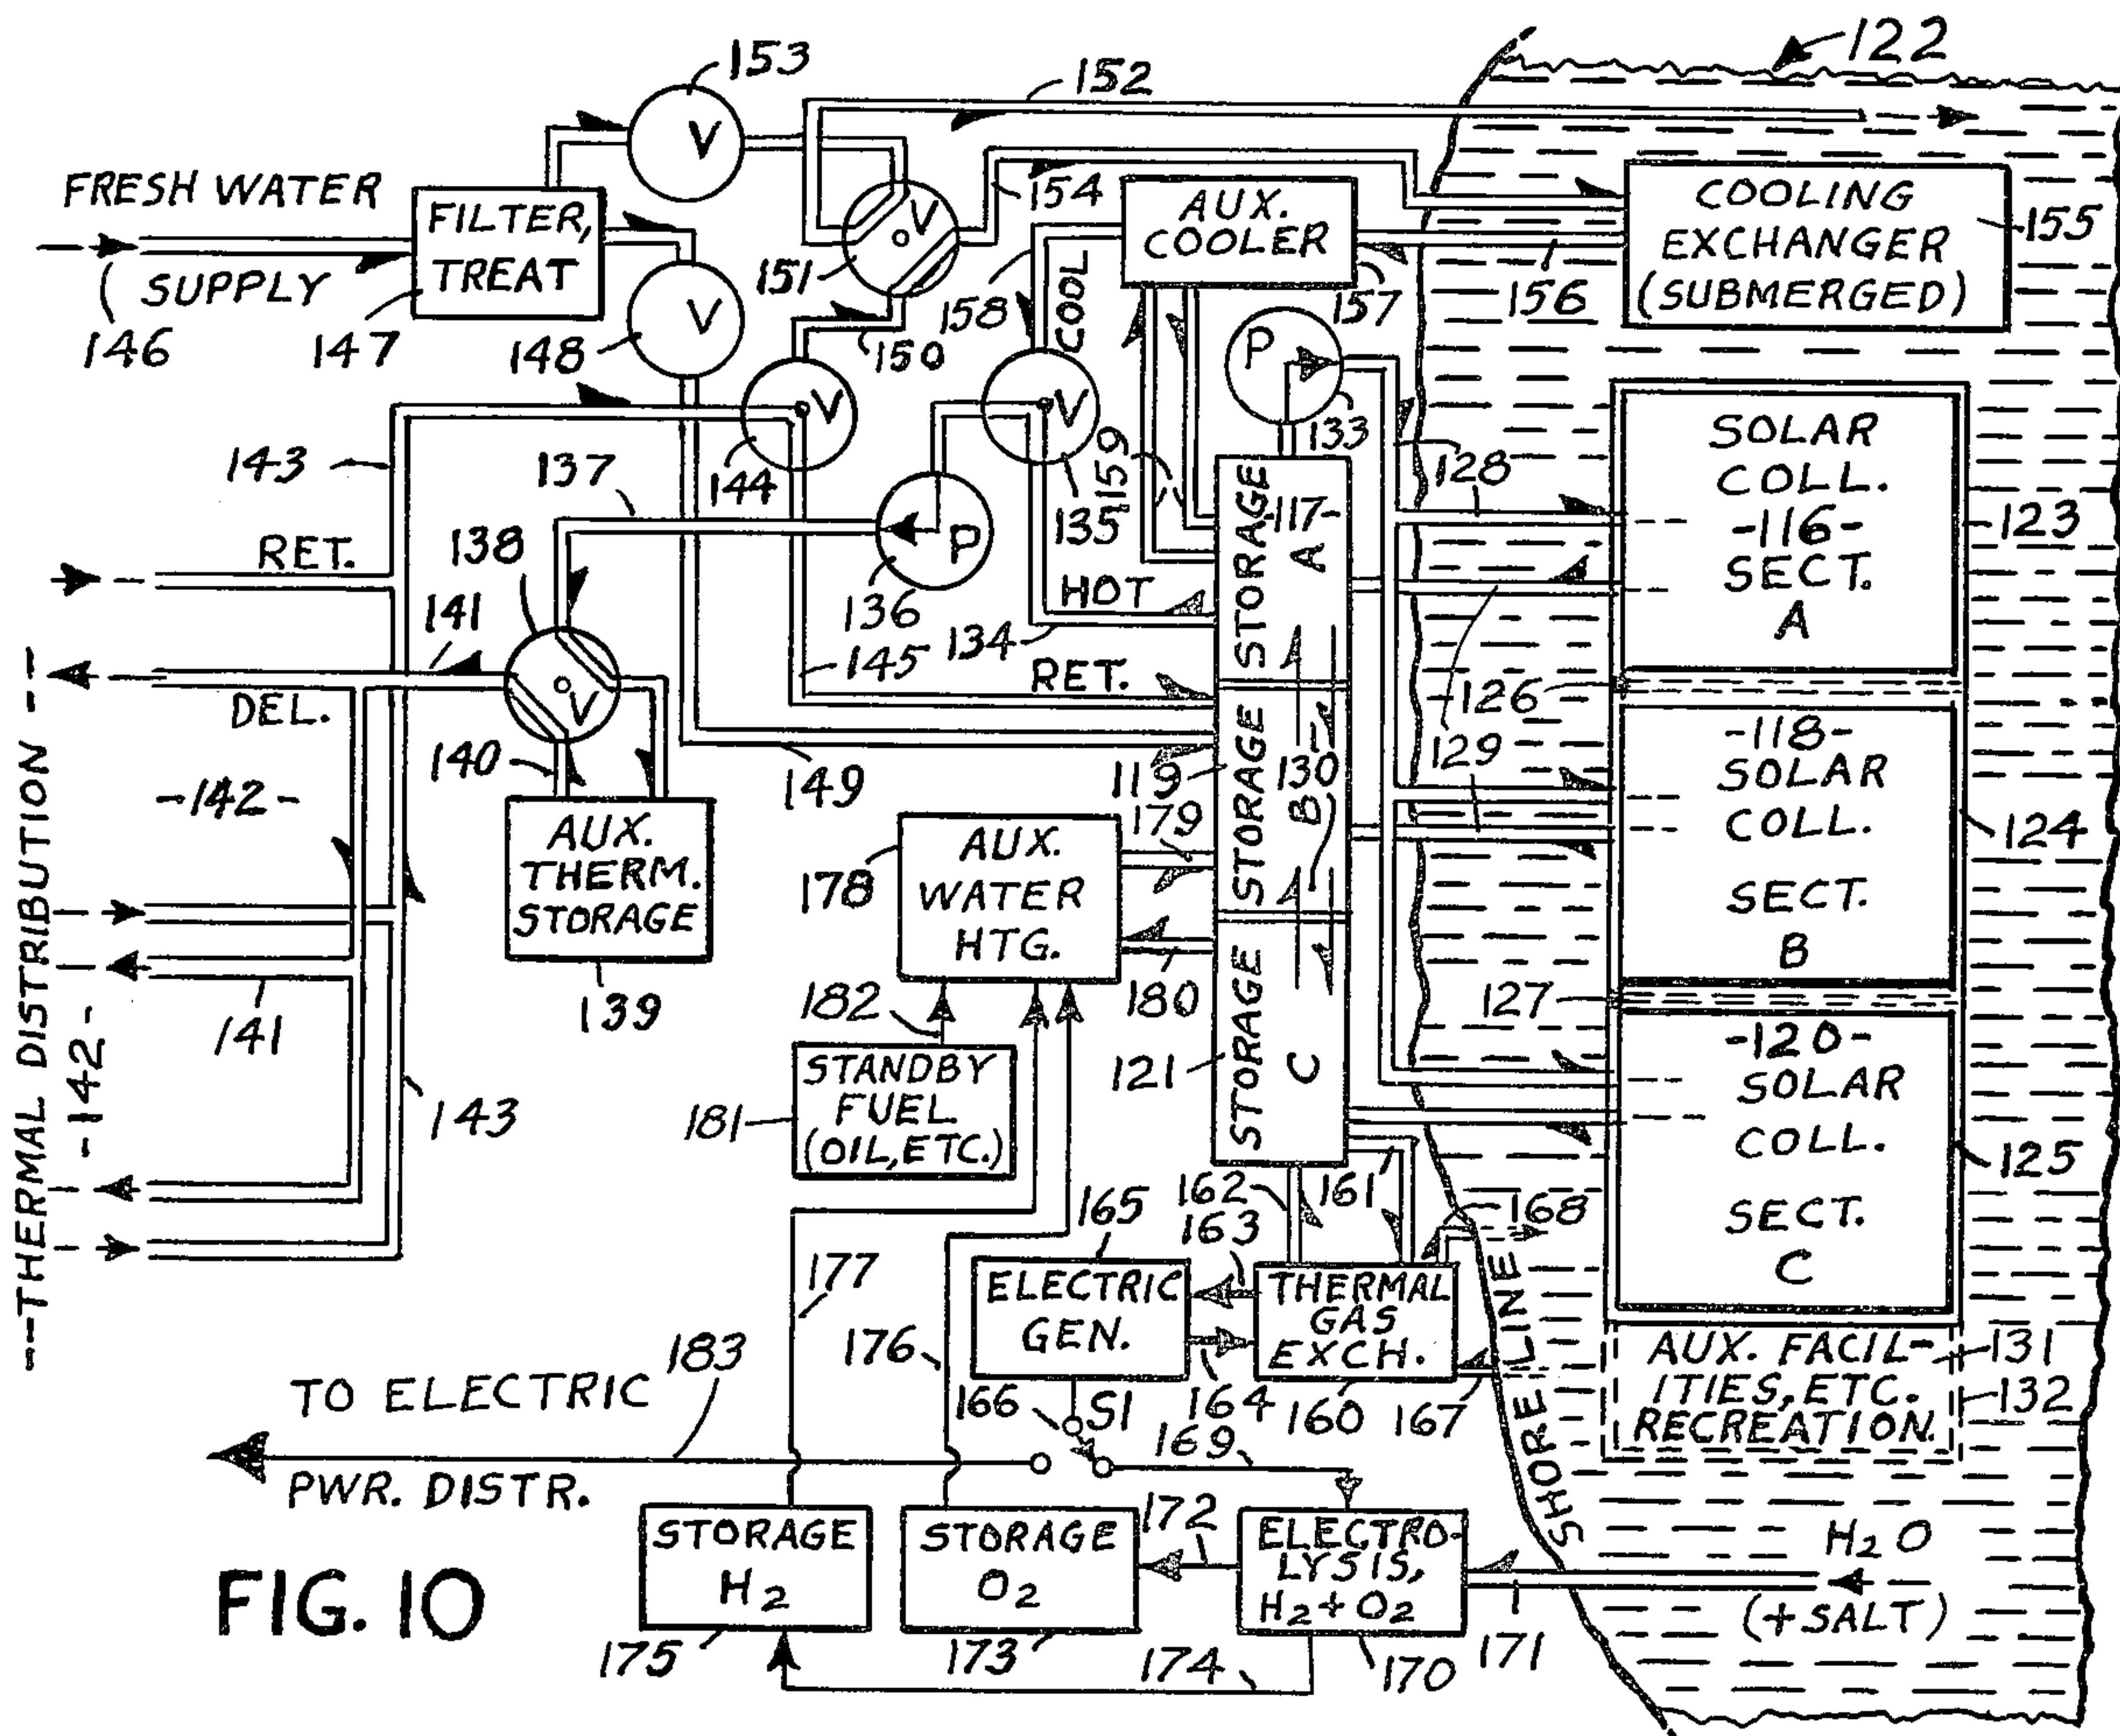 122
153
152
FRESH WATER
SUPPLY
146
FILTER,
TREAT
147
V
V
148
V
151
150
154
AUX.
COOLER
157
COOLING
EXCHANGER
(SUBMERGED)
155
156
158
COOL
V
144
V
135
P
133
159
128
143
137
P
136
HOT
134
145
RET.
149
RET.
138
141
V
DEL.
140
-142-
AUX.
THERM.
STORAGE
139
---THERMAL DISTRIBUTION --
-142-
141
143
STORAGE A
-117-
STORAGE B
119
130
STORAGE C
121
SOLAR
COLL.
-116-
SECT.
A
123
126
129
-118-
SOLAR
COLL.
SECT.
B
124
127
-120-
SOLAR
COLL.
SECT.
C
125
AUX. FACIL-
ITIES, ETC.
RECREATION.
131
132
178
AUX.
WATER
HTG.
179
180
182
STANDBY
FUEL
(OIL, ETC.)
181
162
161
163
168
165
ELECTRIC
GEN.
THERMAL
GAS
EXCH.
164
160
167
166
S1
169
177
176
183
TO ELECTRIC
PWR. DISTR.
SHORE LINE
STORAGE
H2
175
STORAGE
O2
173
172
ELECTRO-
LYSIS,
H2+O2
170
174
171
H2O
(+SALT)
FIG. 10